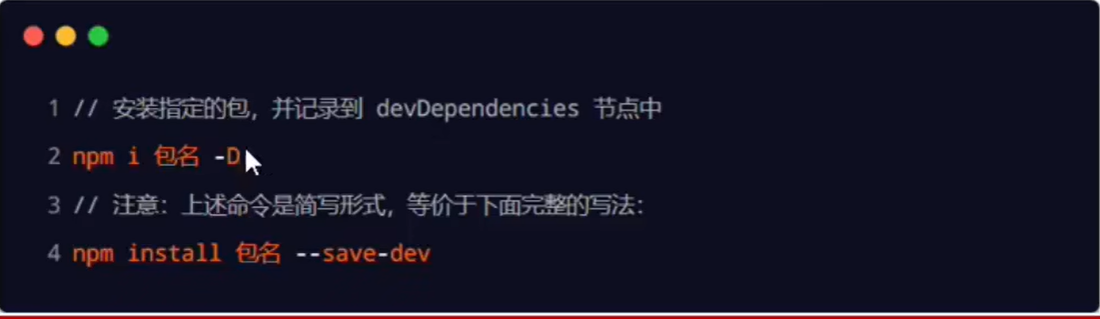 1 // 安装指定的包，并记录到 devDependencies 节点中
2 npm i 包名 -D
3 // 注意：上述命令是简写形式，等价于下面完整的写法：
4 npm install 包名 --save-dev